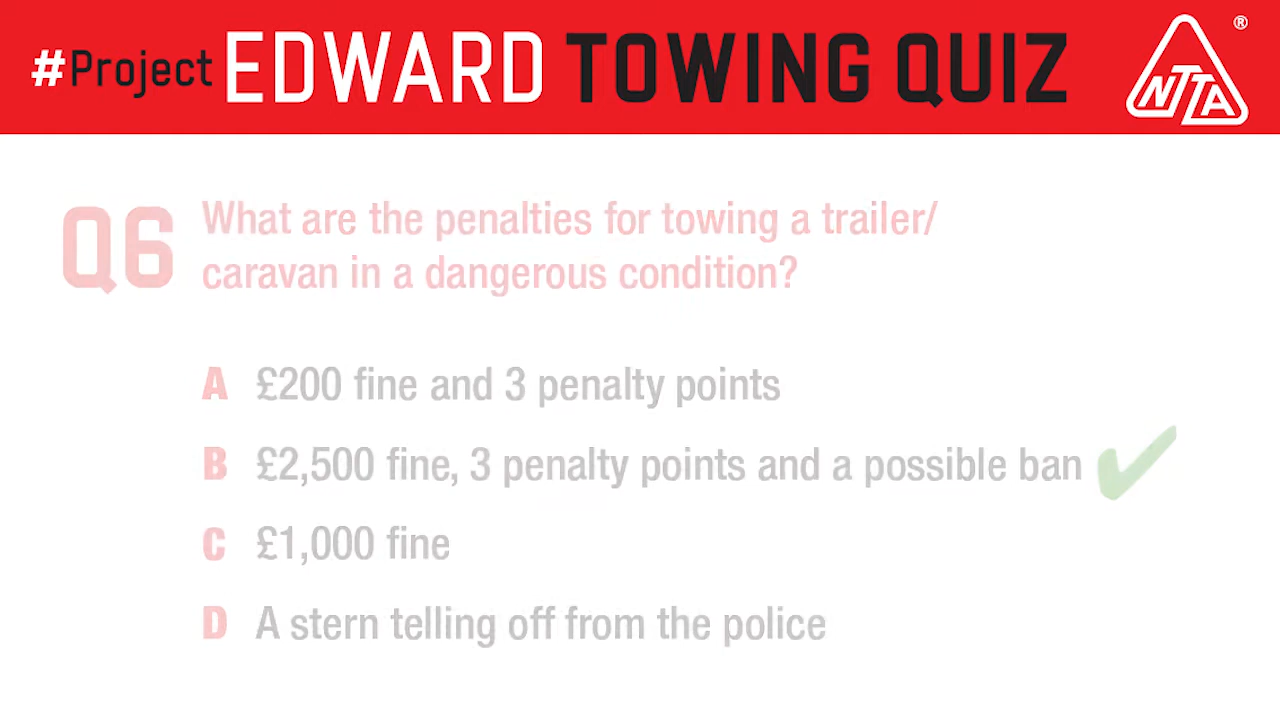 #Project EDWARD TOWING QUIZ
NTTA ®
Q6 What are the penalties for towing a trailer/
caravan in a dangerous condition?
A £200 fine and 3 penalty points
B £2,500 fine, 3 penalty points and a possible ban
C £1,000 fine
D A stern telling off from the police